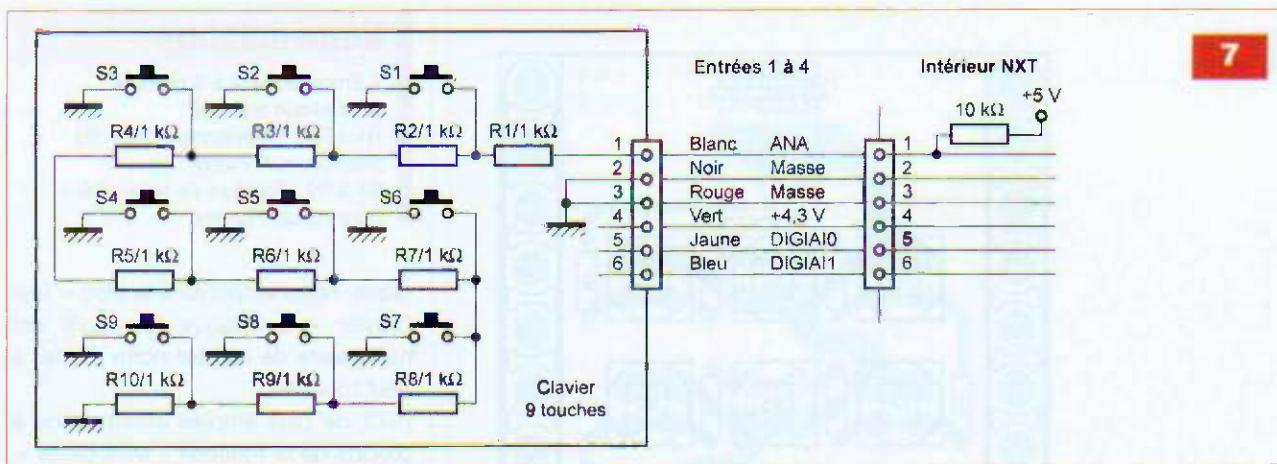 7
Entrées 1 à 4
Intérieur NXT
+5 V
10 kΩ
S3 S2 S1
R4/1 kΩ R3/1 kΩ R2/1 kΩ R1/1 kΩ
1 Blanc ANA 1
2 Noir Masse 2
3 Rouge Masse 3
4 Vert +4,3 V 4
5 Jaune DIGIAI0 5
6 Bleu DIGIAI1 6
S4 S5 S6
R5/1 kΩ R6/1 kΩ R7/1 kΩ
S9 S8 S7
R10/1 kΩ R9/1 kΩ R8/1 kΩ
Clavier
9 touches